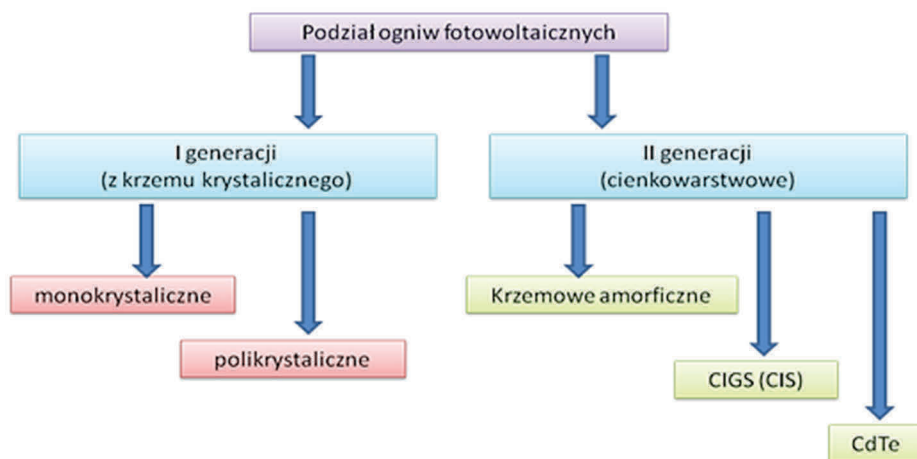 Podział ogniw fotowoltaicznych
I generacji
(z krzemu krystalicznego)
II generacji
(cienkowarstwowe)
monokrystaliczne
Krzemowe amorficzne
polikrystaliczne
CIGS (CIS)
CdTe